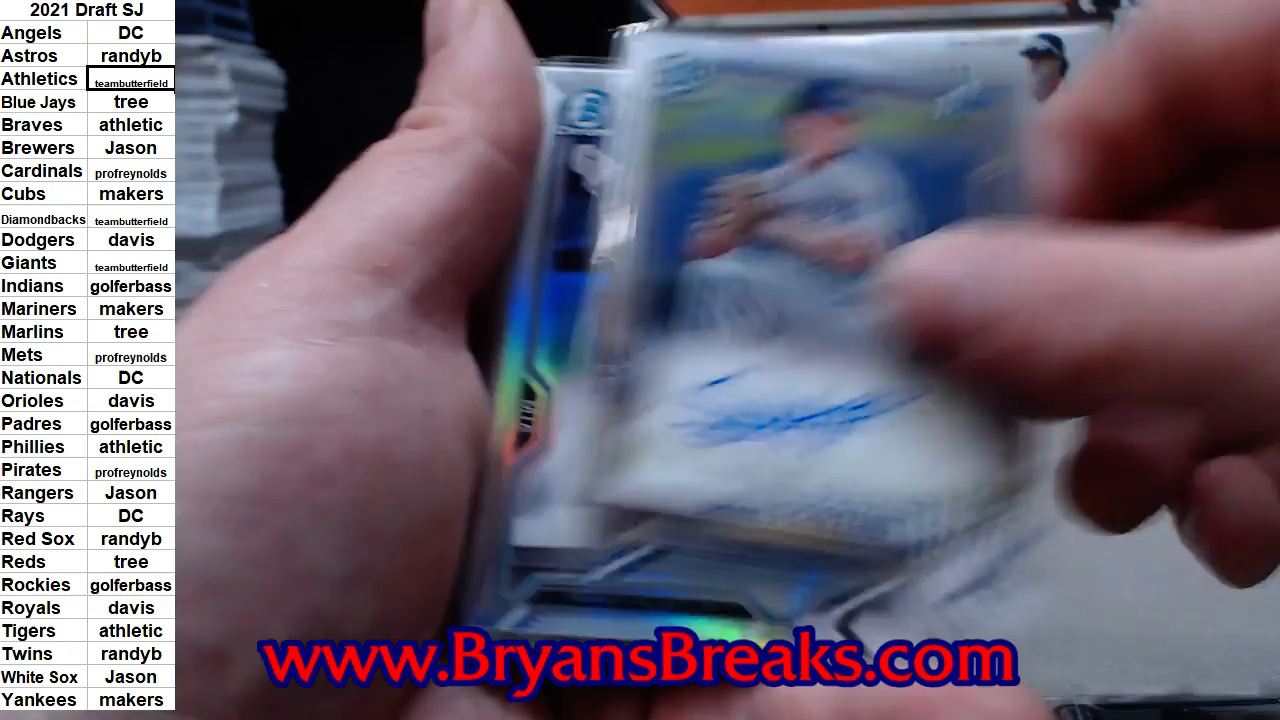 2021 Draft SJ
Angels DC
Astros randyb
Athletics teambutterfield
Blue Jays tree
Braves athletic
Brewers Jason
Cardinals profreynolds
Cubs makers
Diamondbacks teambutterfield
Dodgers davis
Giants teambutterfield
Indians golferbass
Mariners makers
Marlins tree
Mets profreynolds
Nationals DC
Orioles davis
Padres golferbass
Phillies athletic
Pirates profreynolds
Rangers Jason
Rays DC
Red Sox randyb
Reds tree
Rockies golferbass
Royals davis
Tigers athletic
Twins randyb
White Sox Jason
Yankees makers
www.BryansBreaks.com